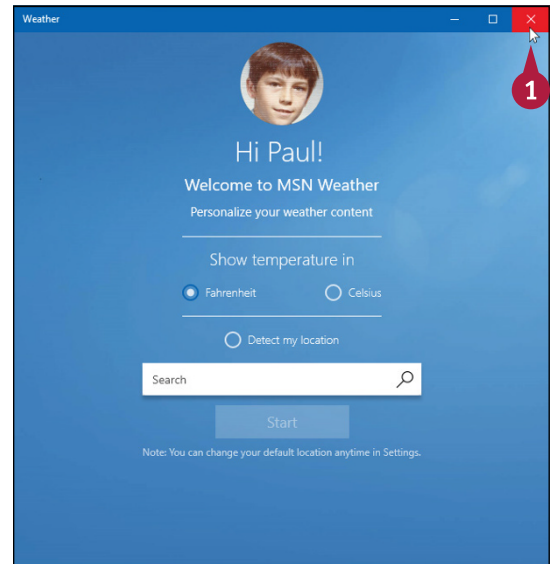 Weather
1
Hi Paul!
Welcome to MSN Weather
Personalize your weather content
Show temperature in
Fahrenheit Celsius
Detect my location
Search
Start
Note: You can change your default location anytime in Settings.